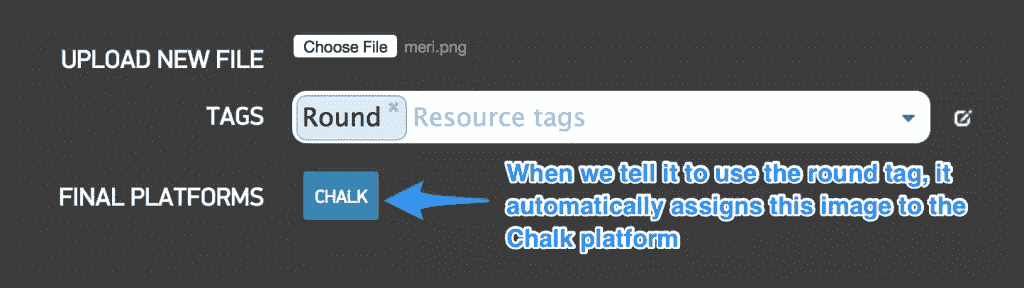 UPLOAD NEW FILE Choose File merl.png
TAGS Round × Resource tags
FINAL PLATFORMS CHALK
When we tell it to use the round tag, it
automatically assigns this image to the
Chalk platform